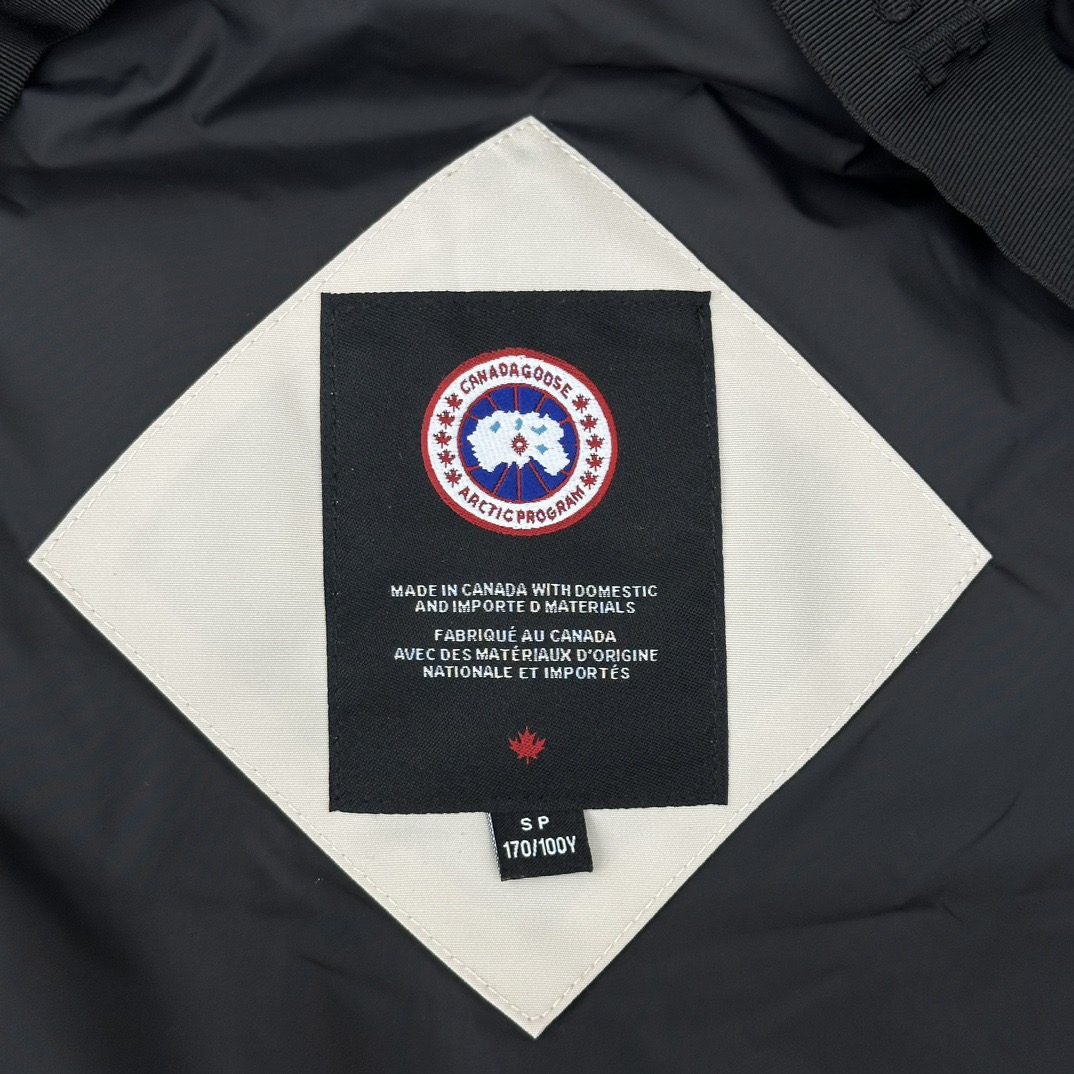 CANADA GOOSE
ARCTIC PROGRAM
MADE IN CANADA WITH DOMESTIC
AND IMPORTE D MATERIALS
FABRIQUÉ AU CANADA
AVEC DES MATÉRIAUX D'ORIGINE
NATIONALE ET IMPORTÉS
S P
170/100Y